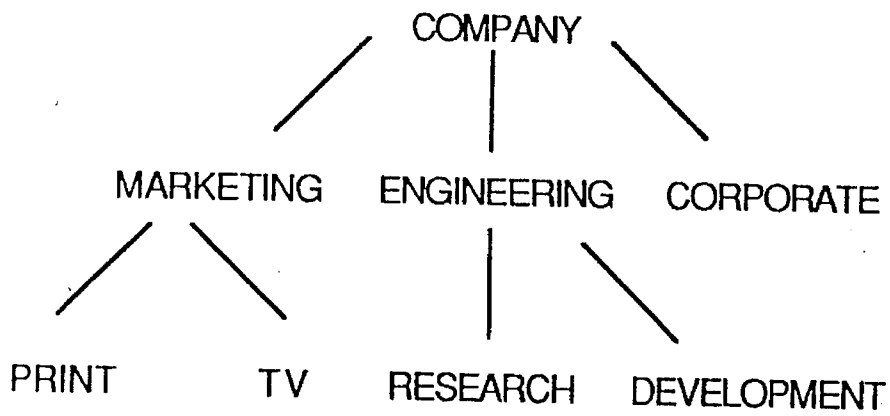 COMPANY
MARKETING ENGINEERING CORPORATE
PRINT TV RESEARCH DEVELOPMENT